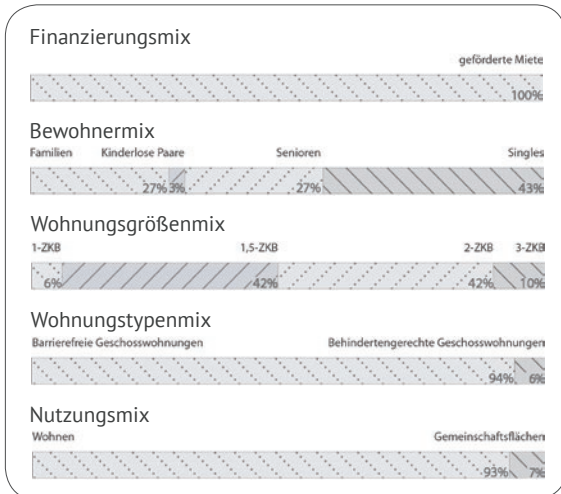 Finanzierungsmix
geförderte Miete
100%
Bewohnermix
Familien Kinderlose Paare Senioren Singles
27% 3% 27% 43%
Wohnungsgrößenmix
1-ZKB 1,5-ZKB 2-ZKB 3-ZKB
6% 42% 42% 10%
Wohnungstypenmix
Barrierefreie Geschosswohnungen Behindertengerechte Geschosswohnungen
94% 6%
Nutzungsmix
Wohnen Gemeinschaftsflächen
93% 7%